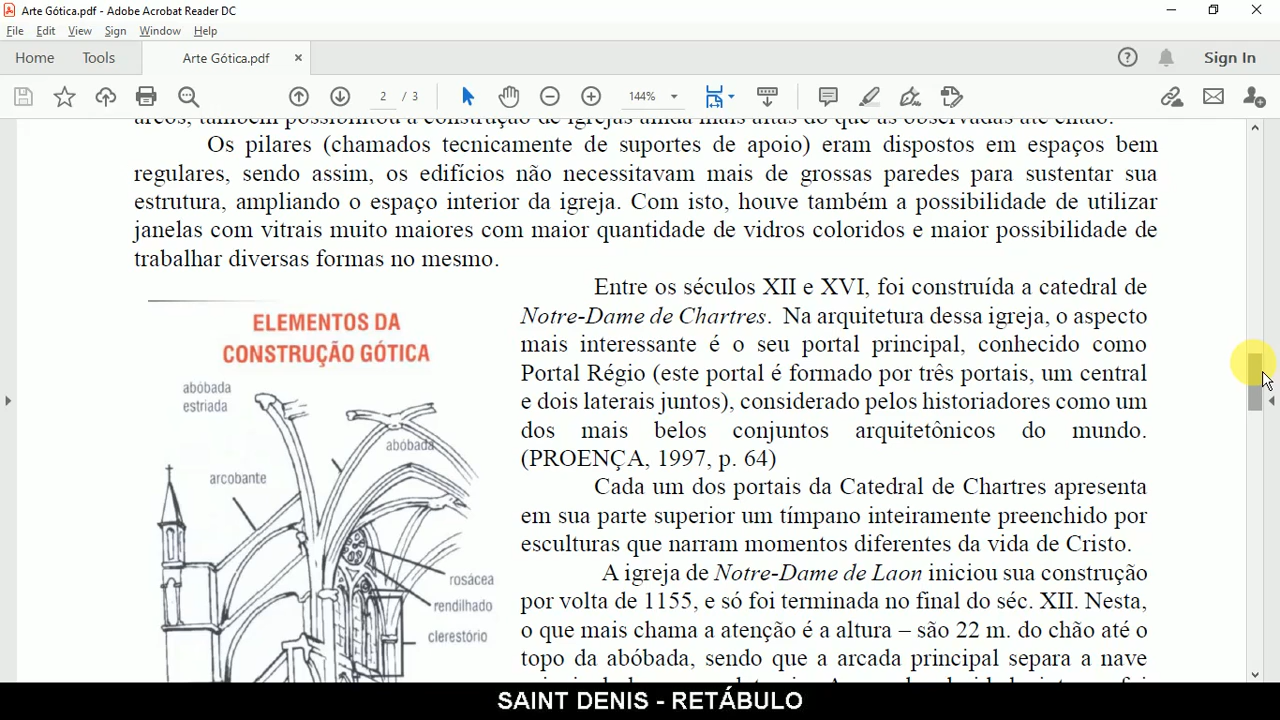 Arte Gótica.pdf - Adobe Acrobat Reader DC
File Edit View Sign Window Help
Home Tools Arte Gótica.pdf × Sign In
2 / 3 144%
arcos, também possibilitou a construção de igrejas ainda mais altas do que as observadas até então.
Os pilares (chamados tecnicamente de suportes de apoio) eram dispostos em espaços bem
regulares, sendo assim, os edifícios não necessitavam mais de grossas paredes para sustentar sua
estrutura, ampliando o espaço interior da igreja. Com isto, houve também a possibilidade de utilizar
janelas com vitrais muito maiores com maior quantidade de vidros coloridos e maior possibilidade de
trabalhar diversas formas no mesmo.
ELEMENTOS DA
CONSTRUÇÃO GÓTICA
abóbada
estriada
abóbada
arcobante
rosácea
rendilhado
clerestório
Entre os séculos XII e XVI, foi construída a catedral de
Notre-Dame de Chartres. Na arquitetura dessa igreja, o aspecto
mais interessante é o seu portal principal, conhecido como
Portal Régio (este portal é formado por três portais, um central
e dois laterais juntos), considerado pelos historiadores como um
dos mais belos conjuntos arquitetônicos do mundo.
(PROENÇA, 1997, p. 64)
Cada um dos portais da Catedral de Chartres apresenta
em sua parte superior um tímpano inteiramente preenchido por
esculturas que narram momentos diferentes da vida de Cristo.
A igreja de Notre-Dame de Laon iniciou sua construção
por volta de 1155, e só foi terminada no final do séc. XII. Nesta,
o que mais chama a atenção é a altura – são 22 m. do chão até o
topo da abóbada, sendo que a arcada principal separa a nave
SAINT DENIS - RETÁBULO